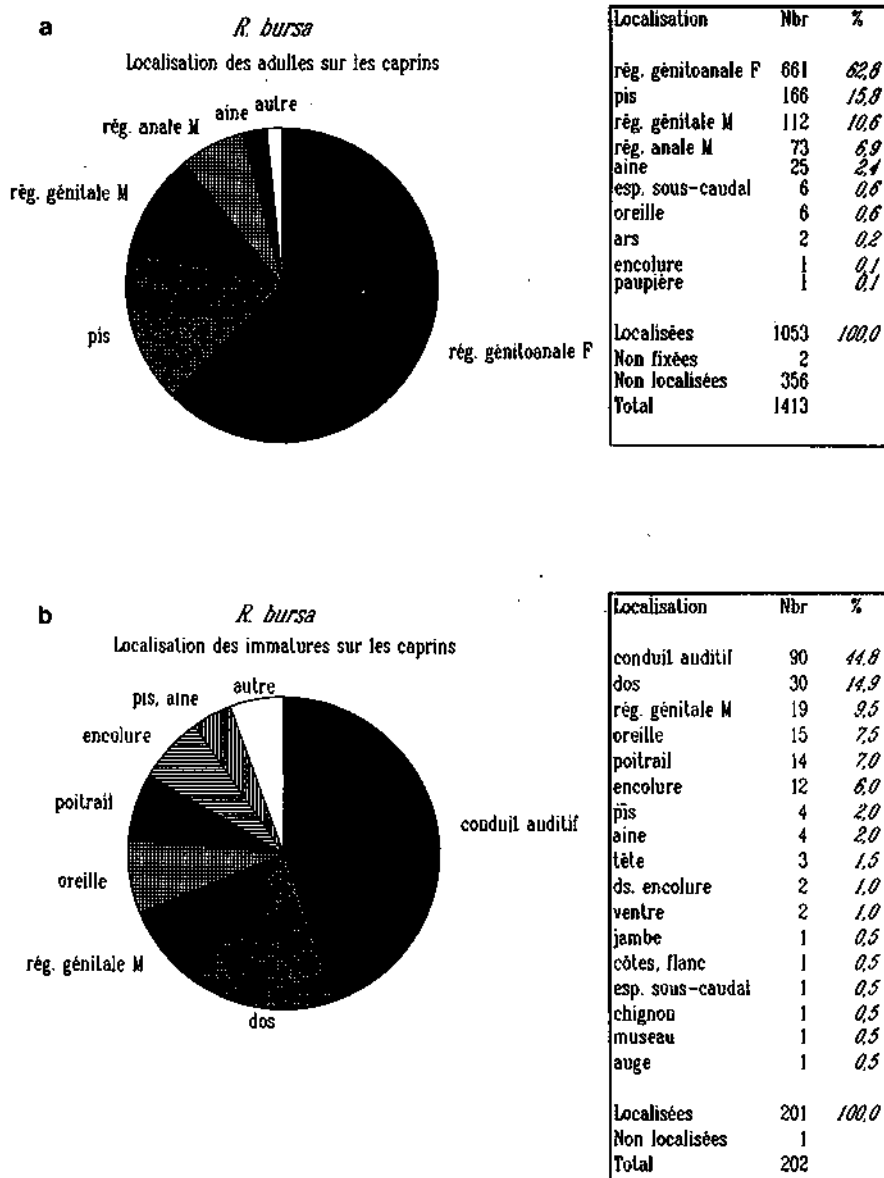 a
R. bursa
Localisation des adultes sur les caprins
autre
aine
rég. anale M
rég. génitale M
pis
rég. génitoanale F
Localisation Nbr %
rég. génitoanale F 661 62,8
pis 166 15,8
rég. génitale M 112 10,6
rég. anale M 73 6,9
aine 25 2,4
esp. sous-caudal 6 0,6
oreille 6 0,6
ars 2 0,2
encolure 1 0,1
paupière 1 0,1
Localisées 1053 100,0
Non fixées 2
Non localisées 356
Total 1413
b
R. bursa
Localisation des immatures sur les caprins
autre
pis, aine
encolure
poitrail
oreille
rég. génitale M
dos
conduil auditif
Localisation Nbr %
conduil auditif 90 44,8
dos 30 14,9
rég. génitale M 19 9,5
oreille 15 7,5
poitrail 14 7,0
encolure 12 6,0
pis 4 2,0
aine 4 2,0
tête 3 1,5
ds. encolure 2 1,0
ventre 2 1,0
jambe 1 0,5
côtes, flanc 1 0,5
esp. sous-caudal 1 0,5
chignon 1 0,5
museau 1 0,5
auge 1 0,5
Localisées 201 100,0
Non localisées 1
Total 202